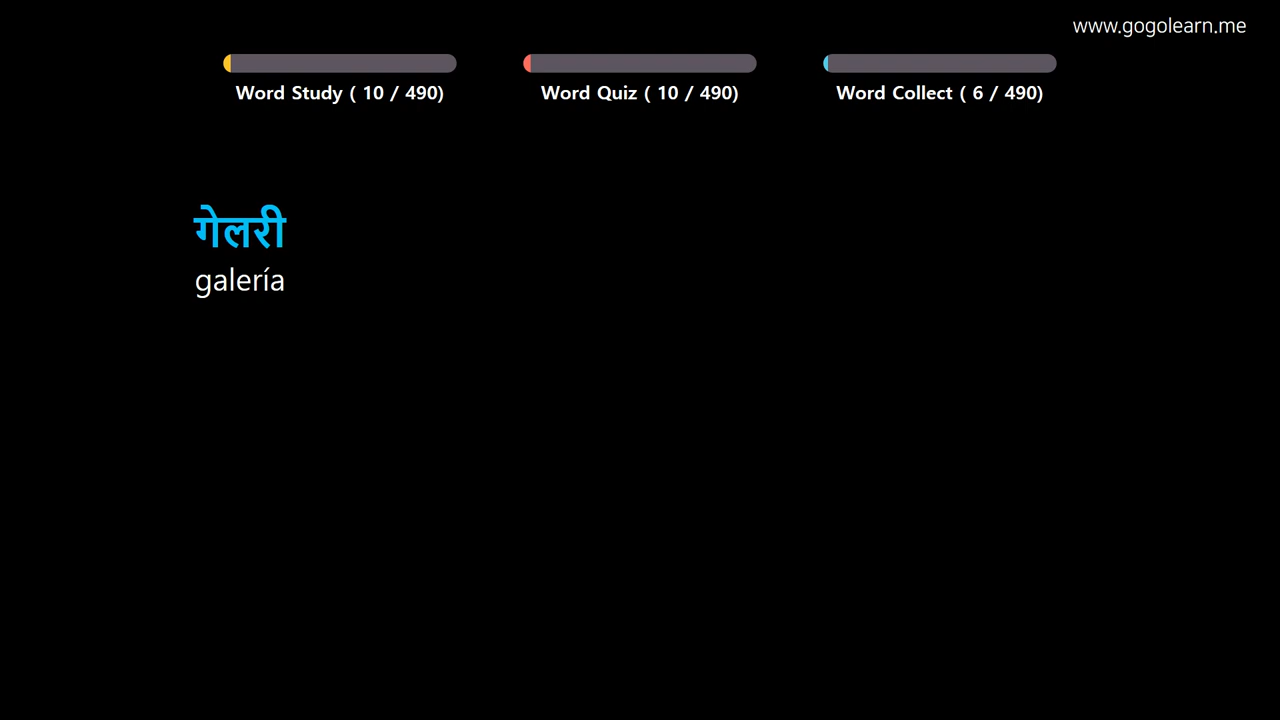 www.gogolearn.me
Word Study ( 10 / 490)
Word Quiz ( 10 / 490)
Word Collect ( 6 / 490)
गेलरी
galería